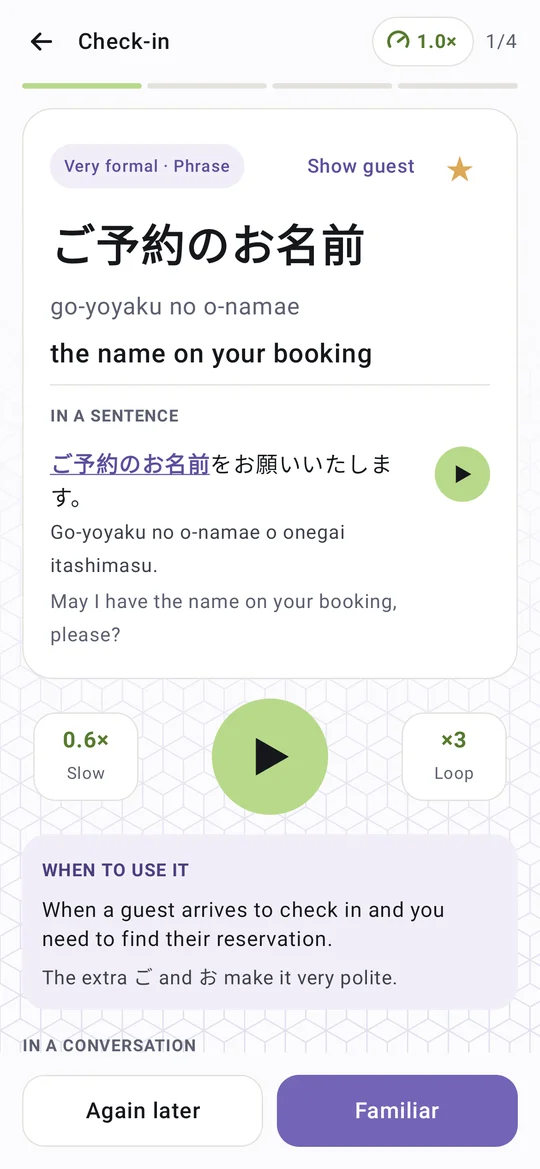 Check-in
1.0×
1/4
Very formal · Phrase
Show guest
ご予約のお名前
go-yoyaku no o-namae
the name on your booking
IN A SENTENCE
ご予約のお名前をお願いいたしま
す。
Go-yoyaku no o-namae o onegai
itashimasu.
May I have the name on your booking,
please?
0.6×
Slow
×3
Loop
WHEN TO USE IT
When a guest arrives to check in and you
need to find their reservation.
The extra ご and お make it very polite.
IN A CONVERSATION
Again later
Familiar